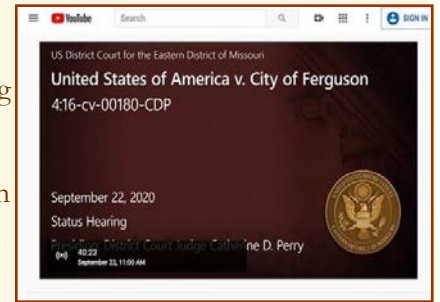 YouTube
Search
SIGN IN
US District Court for the Eastern District of Missouri
United States of America v. City of Ferguson
4:16-cv-00180-CDP
September 22, 2020
Status Hearing
Presiding: District Court Judge Catherine D. Perry
40:23
September 22, 11:00 AM
g
n